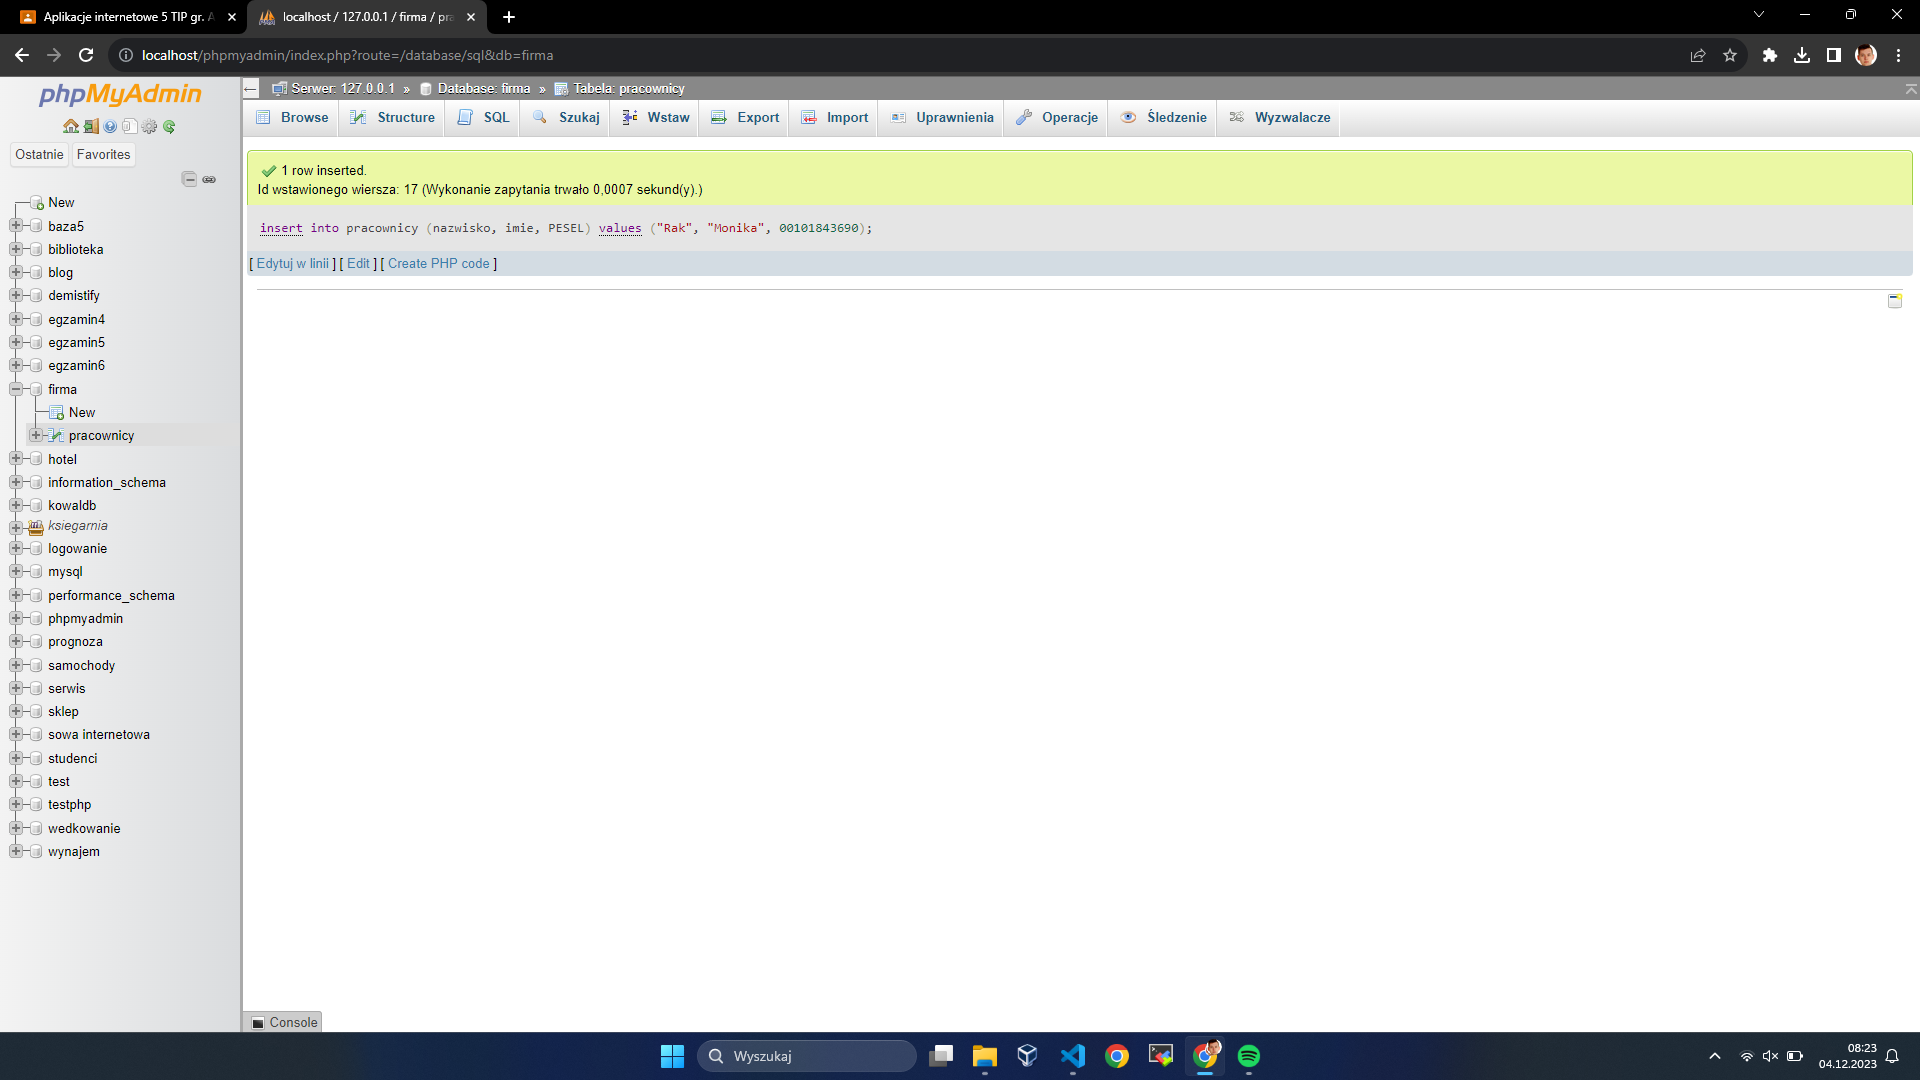 Aplikacje internetowe 5 TIP gr. A
localhost / 127.0.0.1 / firma / pra
localhost/phpmyadmin/index.php?route=/database/sql&db=firma
phpMyAdmin
Serwer: 127.0.0.1 » Database: firma » Tabela: pracownicy
Browse Structure SQL Szukaj Wstaw Export Import Uprawnienia Operacje Śledzenie Wyzwalacze
Ostatnie Favorites
1 row inserted.
Id wstawionego wiersza: 17 (Wykonanie zapytania trwało 0,0007 sekund(y).)
insert into pracownicy (nazwisko, imie, PESEL) values ("Rak", "Monika", 00101843690);
[ Edytuj w linii ] [ Edit ] [ Create PHP code ]
New
baza5
biblioteka
blog
demistify
egzamin4
egzamin5
egzamin6
firma
New
pracownicy
hotel
information_schema
kowaldb
ksiegarnia
logowanie
mysql
performance_schema
phpmyadmin
prognoza
samochody
serwis
sklep
sowa internetowa
studenci
test
testphp
wedkowanie
wynajem
Console
Wyszukaj
08:23
04.12.2023